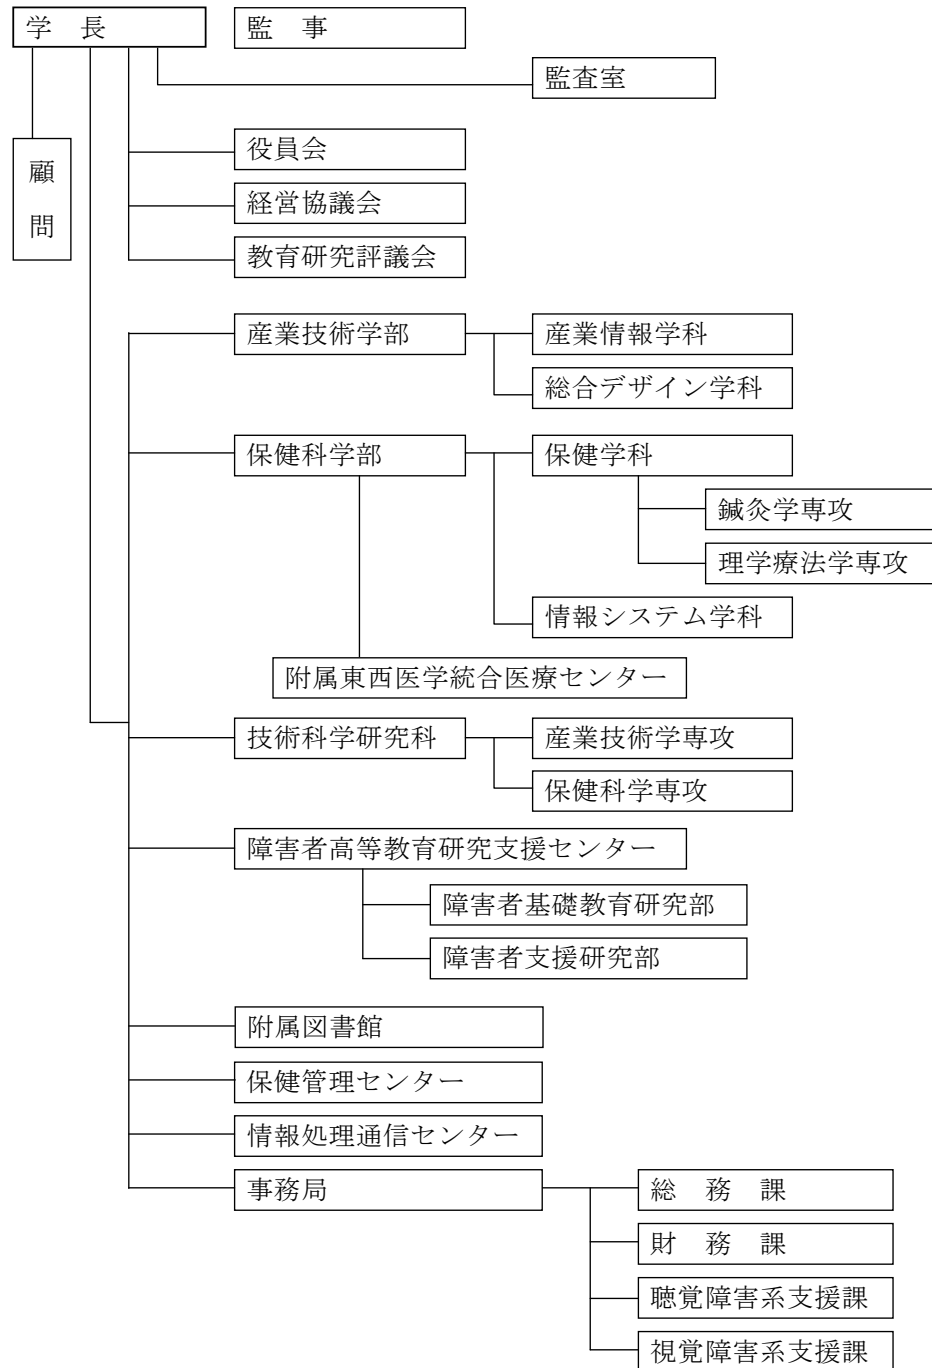 学　長
監　事
監査室
顧問
役員会
経営協議会
教育研究評議会
産業技術学部
産業情報学科
総合デザイン学科
保健科学部
保健学科
鍼灸学専攻
理学療法学専攻
情報システム学科
附属東西医学統合医療センター
技術科学研究科
産業技術学専攻
保健科学専攻
障害者高等教育研究支援センター
障害者基礎教育研究部
障害者支援研究部
附属図書館
保健管理センター
情報処理通信センター
事務局
総　務　課
財　務　課
聴覚障害系支援課
視覚障害系支援課